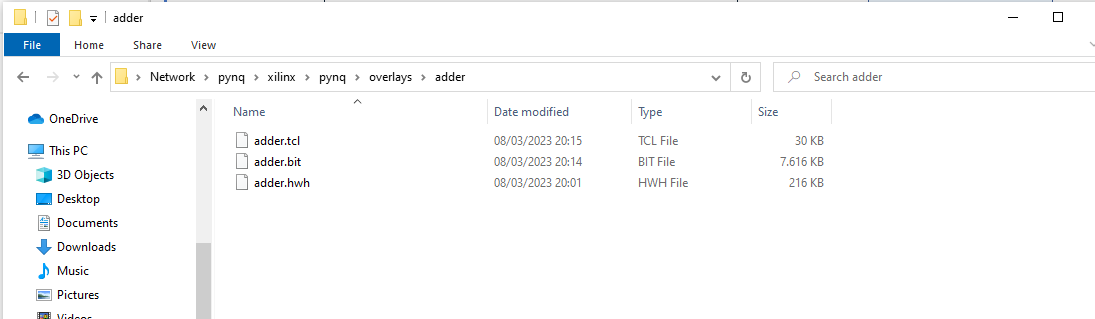 adder
File Home Share View
Network pynq xilinx pynq overlays adder Search adder
OneDrive
This PC
3D Objects
Desktop
Documents
Downloads
Music
Pictures
Videos
Name Date modified Type Size
adder.tcl 08/03/2023 20:15 TCL File 30 KB
adder.bit 08/03/2023 20:14 BIT File 7.616 KB
adder.hwh 08/03/2023 20:01 HWH File 216 KB